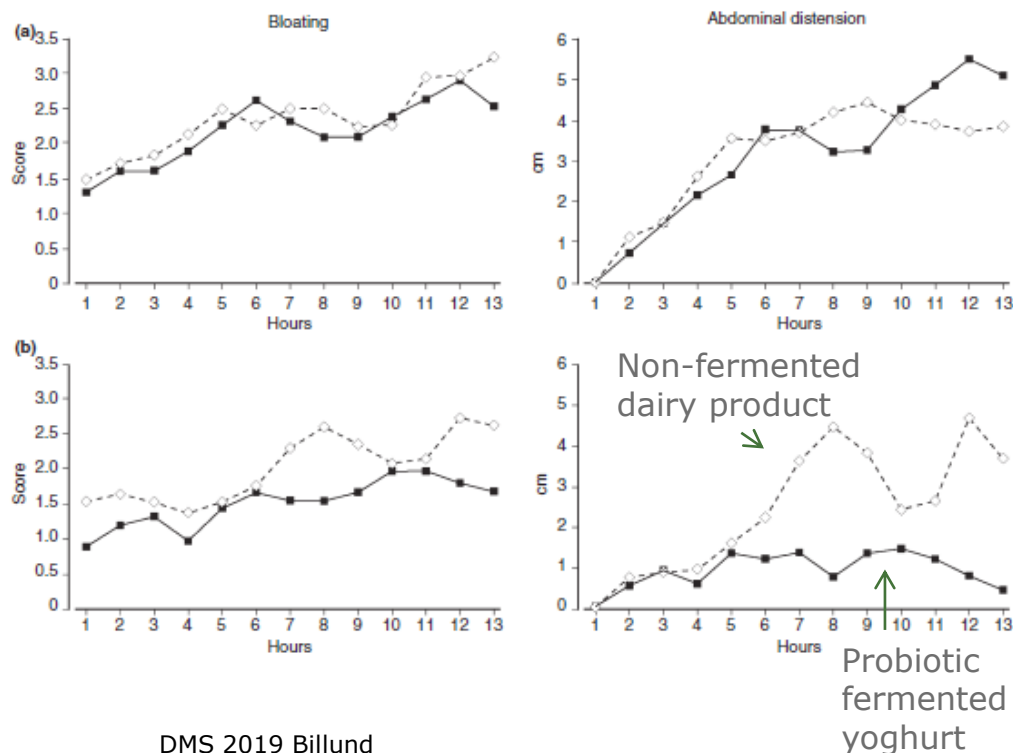 (a)
Bloating
3.5
3.0
2.5
2.0
1.5
1.0
0.5
0
Score
1 2 3 4 5 6 7 8 9 10 11 12 13
Hours
Abdominal distension
6
5
4
3
2
1
0
cm
1 2 3 4 5 6 7 8 9 10 11 12 13
Hours
(b)
3.5
3.0
2.5
2.0
1.5
1.0
0.5
0
Score
1 2 3 4 5 6 7 8 9 10 11 12 13
Hours
6
5
4
3
2
1
0
cm
Non-fermented
dairy product
1 2 3 4 5 6 7 8 9 10 11 12 13
Hours
Probiotic
fermented
yoghurt
DMS 2019 Billund